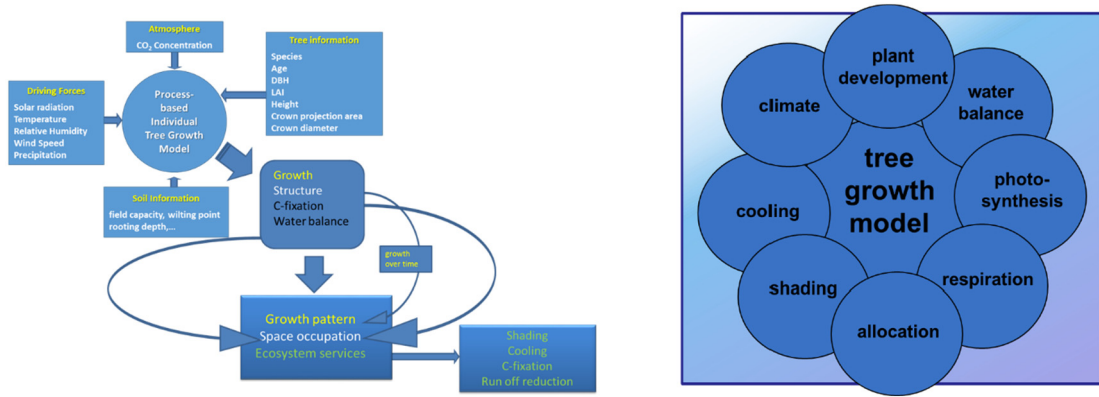 Atmosphere
CO₂ Concentration
Tree information
Species
Age
DBH
LAI
Height
Crown projection area
Crown diameter
Driving Forces
Solar radiation
Temperature
Relative Humidity
Wind Speed
Precipitation
Process-
based
Individual
Tree Growth
Model
Soil Information
field capacity, wilting point
rooting depth,...
Growth
Structure
C-fixation
Water balance
growth
over time
Growth pattern
Space occupation
Ecosystem services
Shading
Cooling
C-fixation
Run off reduction
plant
development
water
balance
photo-
synthesis
respiration
allocation
shading
cooling
climate
tree
growth
model